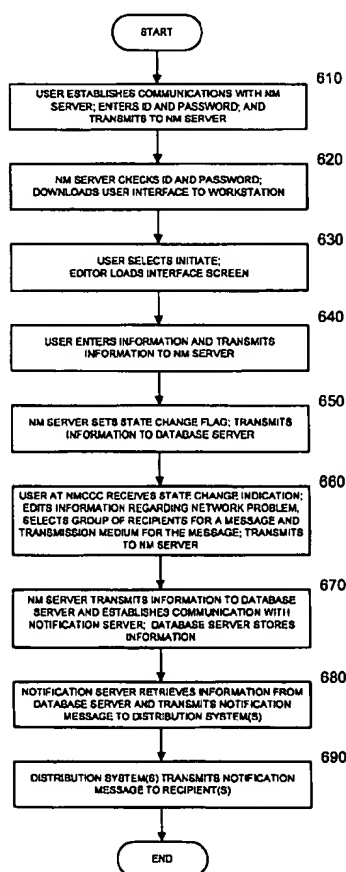 START
610
USER ESTABLISHES COMMUNICATIONS WITH NM
SERVER; ENTERS ID AND PASSWORD; AND
TRANSMITS TO NM SERVER
620
NM SERVER CHECKS ID AND PASSWORD;
DOWNLOADS USER INTERFACE TO WORKSTATION
630
USER SELECTS INITIATE;
EDITOR LOADS INTERFACE SCREEN
640
USER ENTERS INFORMATION AND TRANSMITS
INFORMATION TO NM SERVER
650
NM SERVER SETS STATE CHANGE FLAG; TRANSMITS
INFORMATION TO DATABASE SERVER
660
USER AT NMCCC RECEIVES STATE CHANGE INDICATION;
EDITS INFORMATION REGARDING NETWORK PROBLEM,
SELECTS GROUP OF RECIPIENTS FOR A MESSAGE AND
TRANSMISSION MEDIUM FOR THE MESSAGE; TRANSMITS
TO NM SERVER
670
NM SERVER TRANSMITS INFORMATION TO DATABASE
SERVER AND ESTABLISHES COMMUNICATION WITH
NOTIFICATION SERVER; DATABASE SERVER STORES
INFORMATION
680
NOTIFICATION SERVER RETRIEVES INFORMATION FROM
DATABASE SERVER AND TRANSMITS NOTIFICATION
MESSAGE TO DISTRIBUTION SYSTEM(S)
690
DISTRIBUTION SYSTEM(S) TRANSMITS NOTIFICATION
MESSAGE TO RECIPIENT(S)
END